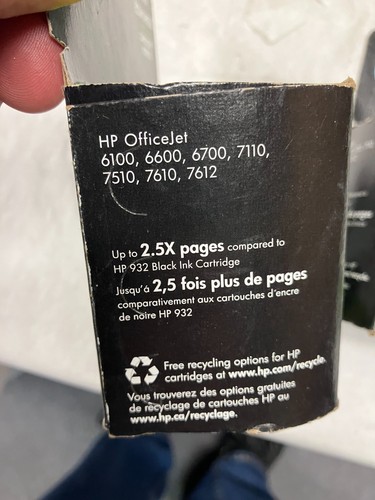 HP OfficeJet
6100, 6600, 6700, 7110,
7510, 7610, 7612
Up to 2.5X pages compared to
HP 932 Black Ink Cartridge
Jusqu'à 2,5 fois plus de pages
comparativement aux cartouches d'encre
de noire HP 932
Free recycling options for HP
cartridges at www.hp.com/recycle.
Vous trouverez des options gratuites
de recyclage de cartouches HP au
www.hp.ca/recyclage.